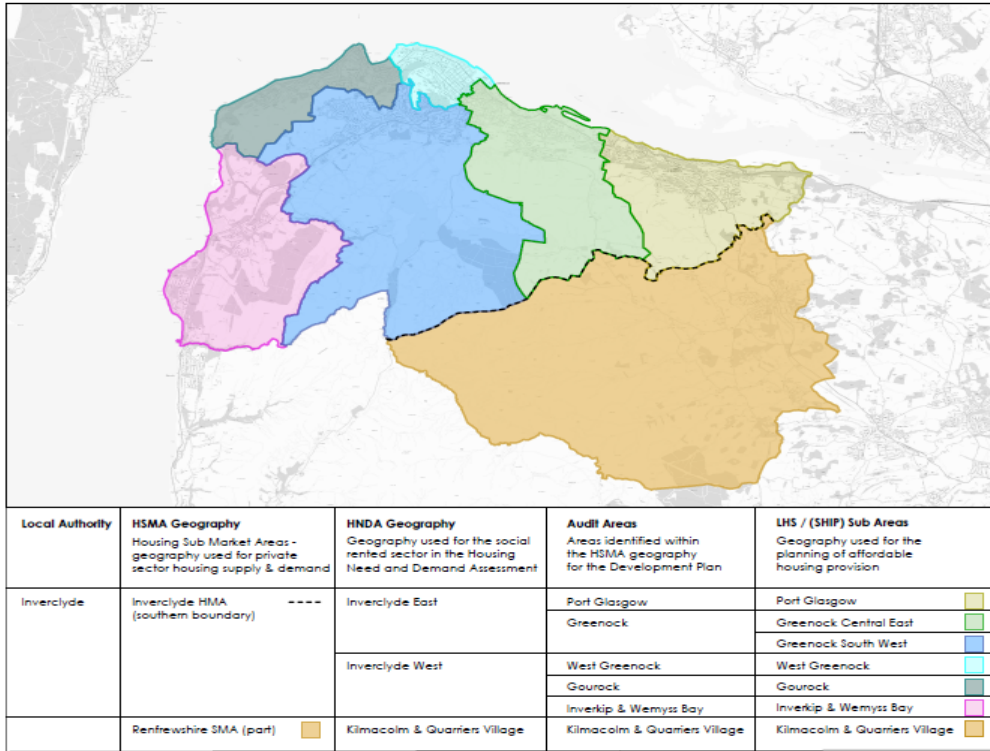 Local Authority
HSMA Geography
Housing Sub Market Areas -
geography used for private
sector housing supply & demand
HNDA Geography
Geography used for the social
rented sector in the Housing
Need and Demand Assessment
Audit Areas
Areas identified within
the HSMA geography
for the Development Plan
LHS / (SHIP) Sub Areas
Geography used for the
planning of affordable
housing provision
Inverclyde
Inverclyde HMA
(southern boundary)
Inverclyde East
Port Glasgow
Port Glasgow
Greenock
Greenock Central East
Greenock South West
Inverclyde West
West Greenock
West Greenock
Gourock
Gourock
Inverkip & Wemyss Bay
Inverkip & Wemyss Bay
Renfrewshire SMA (part)
Kilmacolm & Quarriers Village
Kilmacolm & Quarriers Village
Kilmacolm & Quarriers Village